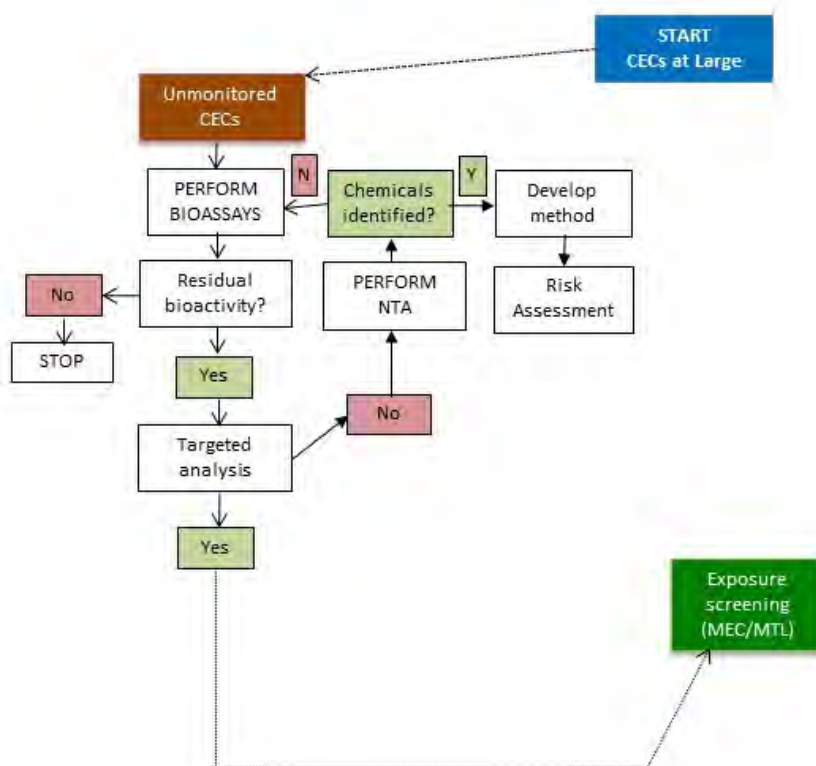 START
CECs at Large
Unmonitored
CECs
PERFORM
BIOASSAYS
N
Chemicals
identified?
Y
Develop
method
No
Residual
bioactivity?
PERFORM
NTA
Risk
Assessment
STOP
Yes
No
Targeted
analysis
Yes
Exposure
screening
(MEC/MTL)